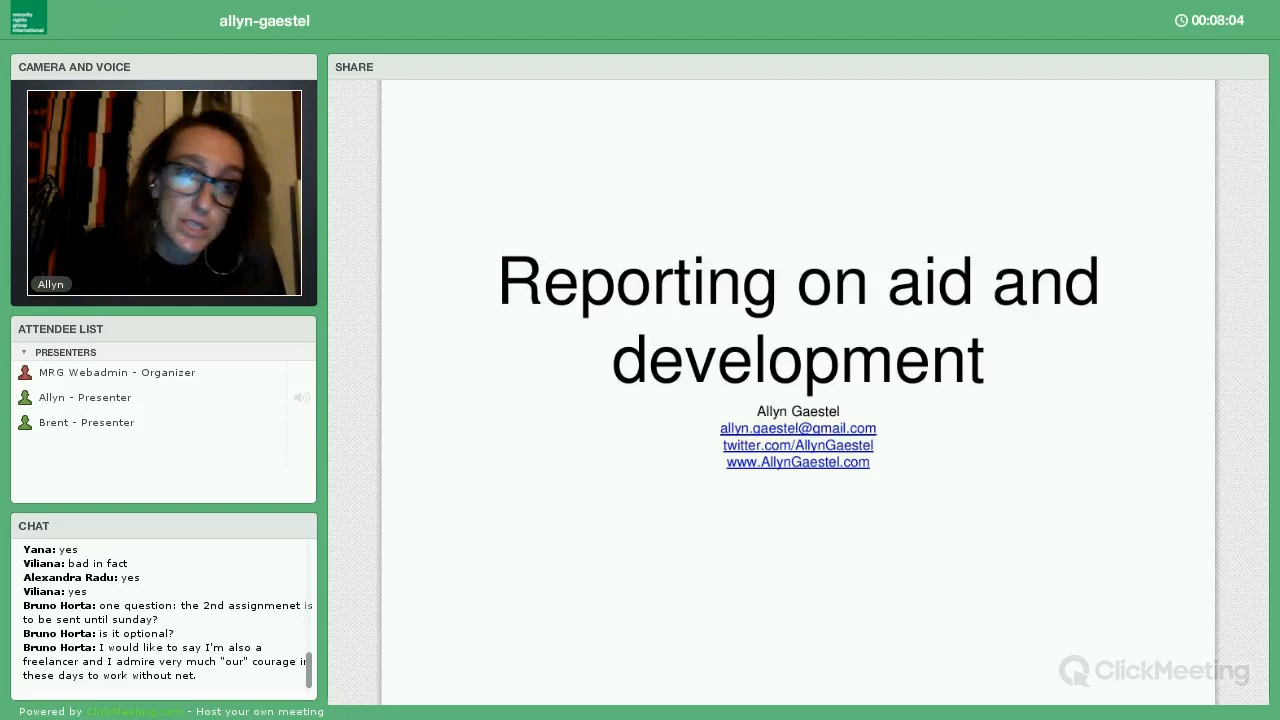 minority
rights
group
international
allyn-gaestel
00:08:04
CAMERA AND VOICE
Allyn
ATTENDEE LIST
PRESENTERS
MRG Webadmin - Organizer
Allyn - Presenter
Brent - Presenter
CHAT
Yana: yes
Viliana: bad in fact
Alexandra Radu: yes
Viliana: yes
Bruno Horta: one question: the 2nd assignmenet is
to be sent until sunday?
Bruno Horta: is it optional?
Bruno Horta: I would like to say I'm also a
freelance and I admire very much "our" courage in
these days to work without net.
Powered by ClickMeeting.com - Host your own meeting
SHARE
Reporting on aid and
development
Allyn Gaestel
allyn.gaestel@gmail.com
twitter.com/AllynGaestel
www.AllynGaestel.com
ClickMeeting